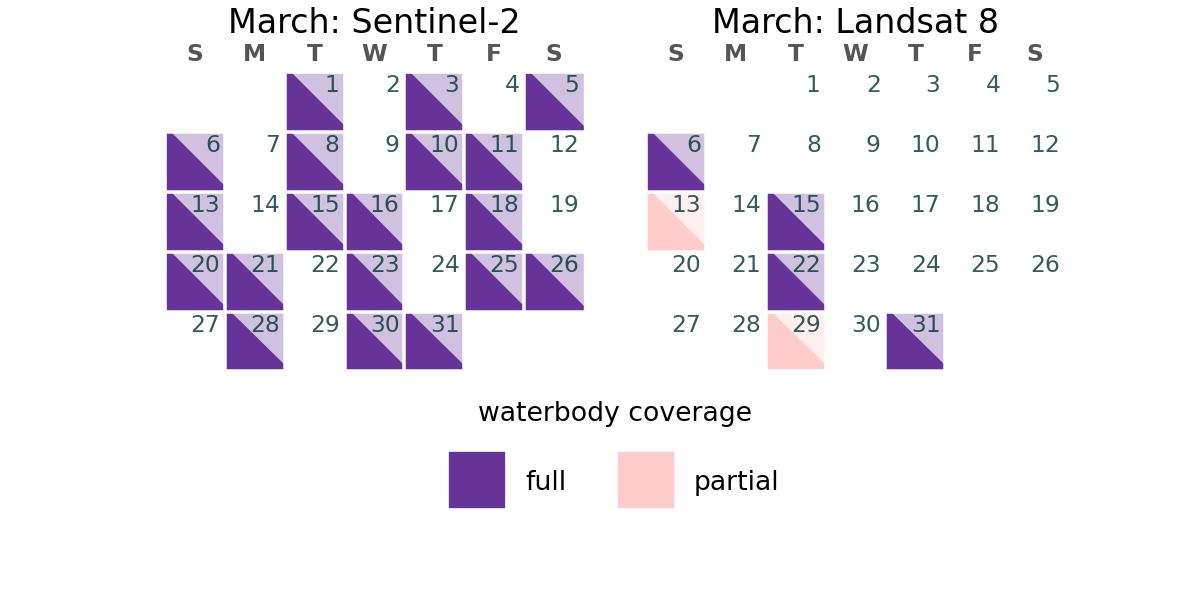 March: Sentinel-2
S M T W T F S
1 2 3 4 5
6 7 8 9 10 11 12
13 14 15 16 17 18 19
20 21 22 23 24 25 26
27 28 29 30 31
March: Landsat 8
S M T W T F S
1 2 3 4 5
6 7 8 9 10 11 12
13 14 15 16 17 18 19
20 21 22 23 24 25 26
27 28 29 30 31
waterbody coverage
full
partial